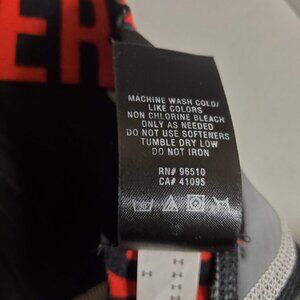 ER
MACHINE WASH COLD/
LIKE COLORS
NON CHLORINE BLEACH
ONLY AS NEEDED
DO NOT USE SOFTENERS
TUMBLE DRY LOW
DO NOT IRON
RN# 96510
CA# 41095